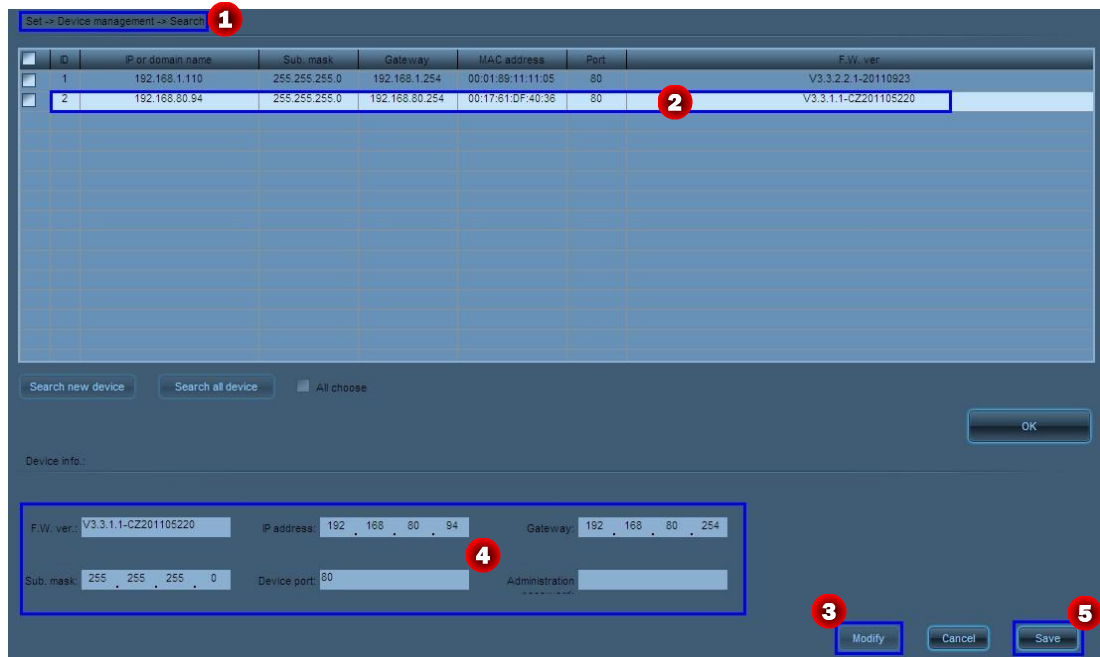 Set -> Device management -> Search 1
ID IP or domain name Sub. mask Gateway MAC address Port F.W. ver
1 192.168.1.110 255.255.255.0 192.168.1.254 00:01:89:11:11:05 80 V3.3.2.2.1-20110923
2 192.168.80.94 255.255.255.0 192.168.80.254 00:17:61:DF:40:36 80 2 V3.3.1.1-CZ201105220
Search new device Search all device All choose
OK
Device info.:
F.W. ver.: V3.3.1.1-CZ201105220 IP address: 192 . 168 . 80 . 94 Gateway: 192 . 168 . 80 . 254
4
Sub. mask: 255 . 255 . 255 . 0 Device port: 80 Administration
3 5
Modify Cancel Save